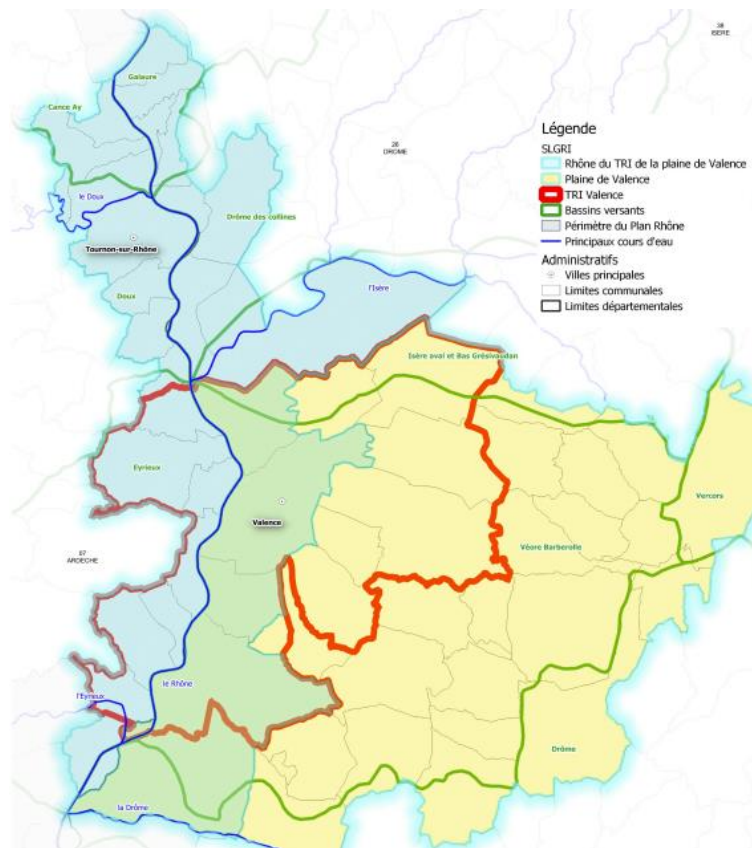 38
ISERE
Galaure
Cance Ay
26
DROME
le Doux
Drôme des collines
Tournon-sur-Rhône
Doux
l'Isère
Isère aval et Bas Grésivaudan
Eyrieux
Vercors
Valence
Véore Barberolle
07
ARDECHE
le Rhône
l'Eyrieux
Drôme
la Drôme
Légende
SLGRI
Rhône du TRI de la plaine de Valence
Plaine de Valence
TRI Valence
Bassins versants
Périmètre du Plan Rhône
Principaux cours d'eau
Administratifs
Villes principales
Limites communales
Limites départementales